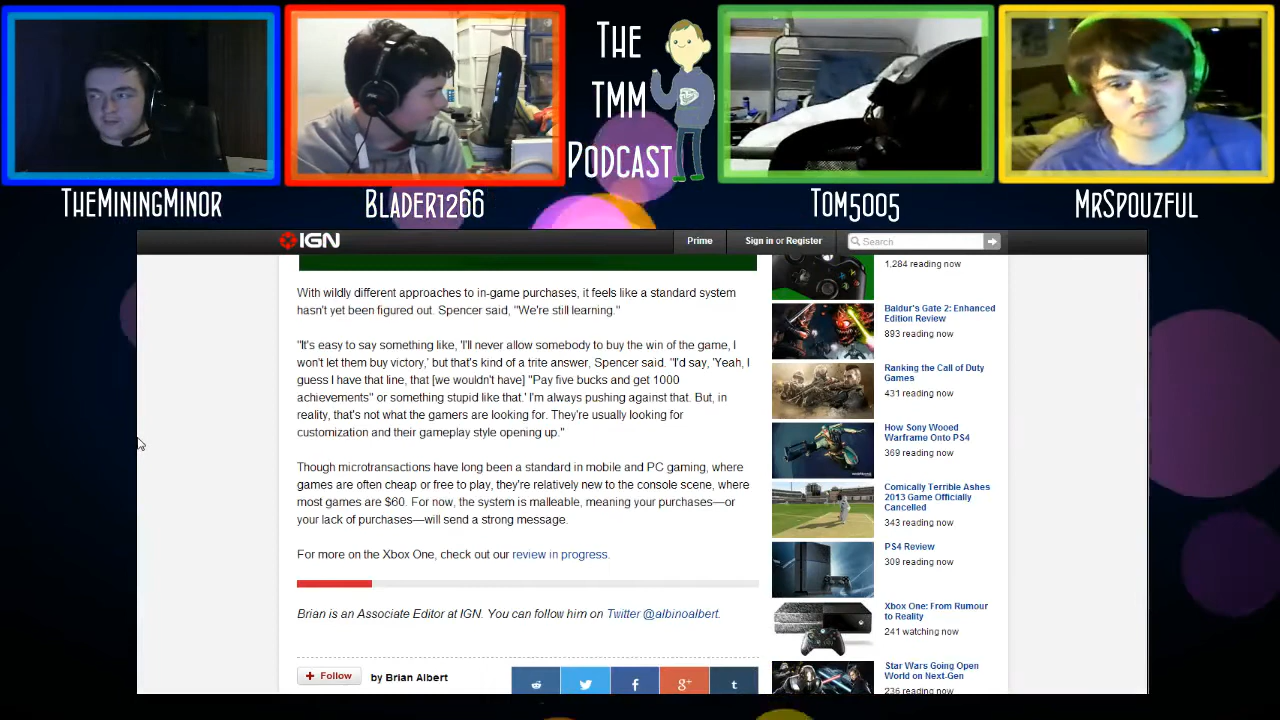 The
TMM
Podcast
TheMiningMinor
Blader1266
Tom5005
MrSpouzful
IGN
Prime
Sign in or Register
Search
With wildly different approaches to in-game purchases, it feels like a standard system
hasn't yet been figured out. Spencer said, "We're still learning."
"It's easy to say something like, 'I'll never allow somebody to buy the win of the game, I
won't let them buy victory,' but that's kind of a trite answer, Spencer said. "I'd say, 'Yeah, I
guess I have that line, that [we wouldn't have] "Pay five bucks and get 1000
achievements" or something stupid like that.' I'm always pushing against that. But, in
reality, that's not what the gamers are looking for. They're usually looking for
customization and their gameplay style opening up."
Though microtransactions have long been a standard in mobile and PC gaming, where
games are often cheap or free to play, they're relatively new to the console scene, where
most games are $60. For now, the system is malleable, meaning your purchases—or
your lack of purchases—will send a strong message.
For more on the Xbox One, check out our review in progress.
Brian is an Associate Editor at IGN. You can follow him on Twitter @albinoalbert.
+ Follow
by Brian Albert
f
g+
t
1,284 reading now
Baldur's Gate 2: Enhanced
Edition Review
893 reading now
Ranking the Call of Duty
Games
431 reading now
How Sony Wooed
Warframe Onto PS4
369 reading now
Comically Terrible Ashes
2013 Game Officially
Cancelled
343 reading now
PS4 Review
309 reading now
Xbox One: From Rumour
to Reality
241 watching now
Star Wars Going Open
World on Next-Gen
236 reading now